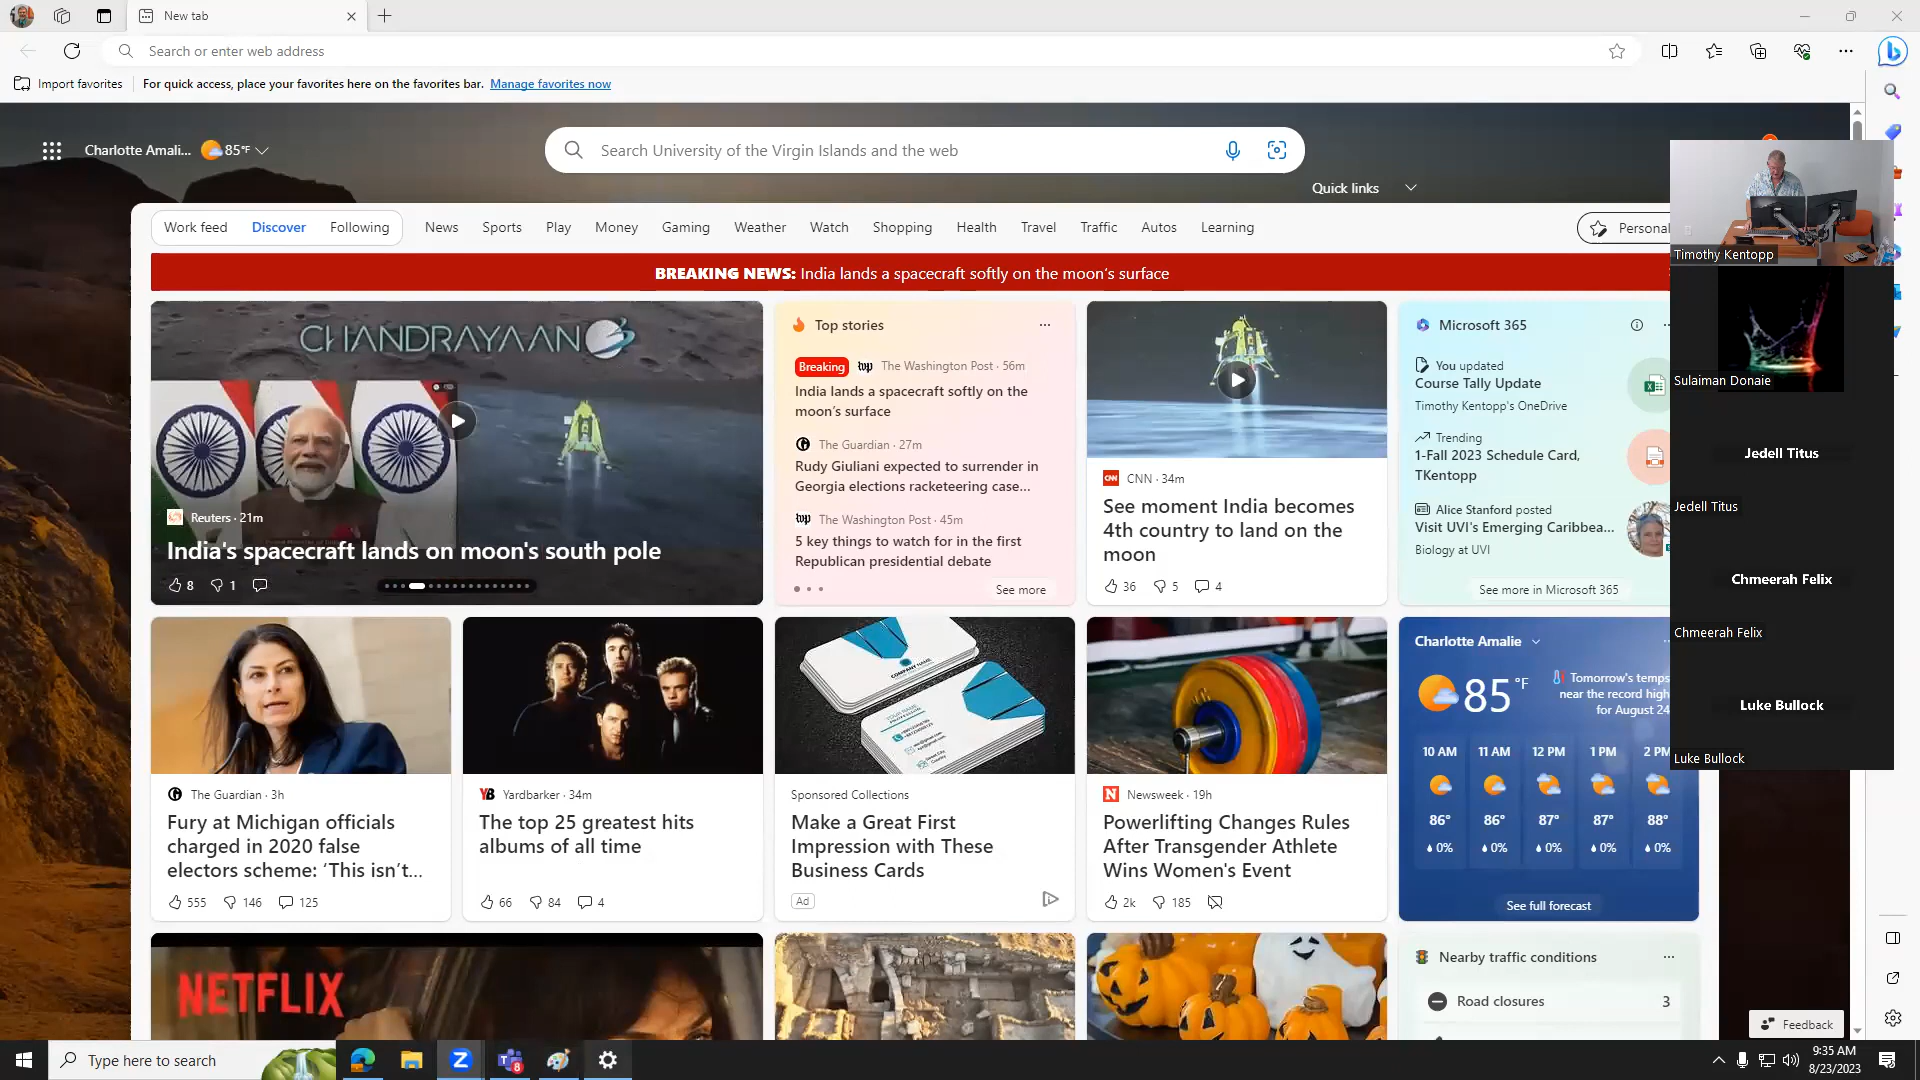 New tab
Search or enter web address
Import favorites
For quick access, place your favorites here on the favorites bar. Manage favorites now
Charlotte Amali... 85°F
Search University of the Virgin Islands and the web
Quick links
Work feed Discover Following News Sports Play Money Gaming Weather Watch Shopping Health Travel Traffic Autos Learning Personal
BREAKING NEWS: India lands a spacecraft softly on the moon's surface
CHANDRAYAAN 3
Reuters · 21m
India's spacecraft lands on moon's south pole
8 1
Top stories
Breaking wp The Washington Post · 56m
India lands a spacecraft softly on the
moon's surface
The Guardian · 27m
Rudy Giuliani expected to surrender in
Georgia elections racketeering case...
wp The Washington Post · 45m
5 key things to watch for in the first
Republican presidential debate
See more
CNN CNN · 34m
See moment India becomes
4th country to land on the
moon
36 5 4
Microsoft 365
You updated
Course Tally Update
Timothy Kentopp's OneDrive
Trending
1-Fall 2023 Schedule Card,
TKentopp
Alice Stanford posted
Visit UVI's Emerging Caribbea...
Biology at UVI
See more in Microsoft 365
The Guardian · 3h
Fury at Michigan officials
charged in 2020 false
electors scheme: ‘This isn’t...
555 146 125
YB Yardbarker · 34m
The top 25 greatest hits
albums of all time
66 84 4
COMPANY NAME
YOUR NAME
Sponsored Collections
Make a Great First
Impression with These
Business Cards
Ad
N Newsweek · 19h
Powerlifting Changes Rules
After Transgender Athlete
Wins Women's Event
2k 185
Charlotte Amalie
85 °F
Tomorrow's temps
near the record high
for August 24
10 AM 11 AM 12 PM 1 PM 2 PM
86° 86° 87° 87° 88°
0% 0% 0% 0% 0%
See full forecast
NETFLIX
Nearby traffic conditions
Road closures 3
Feedback
Timothy Kentopp
Sulaiman Donaie
Jedell Titus
Jedell Titus
Chmeerah Felix
Chmeerah Felix
Luke Bullock
Luke Bullock
Type here to search
8
9:35 AM
8/23/2023